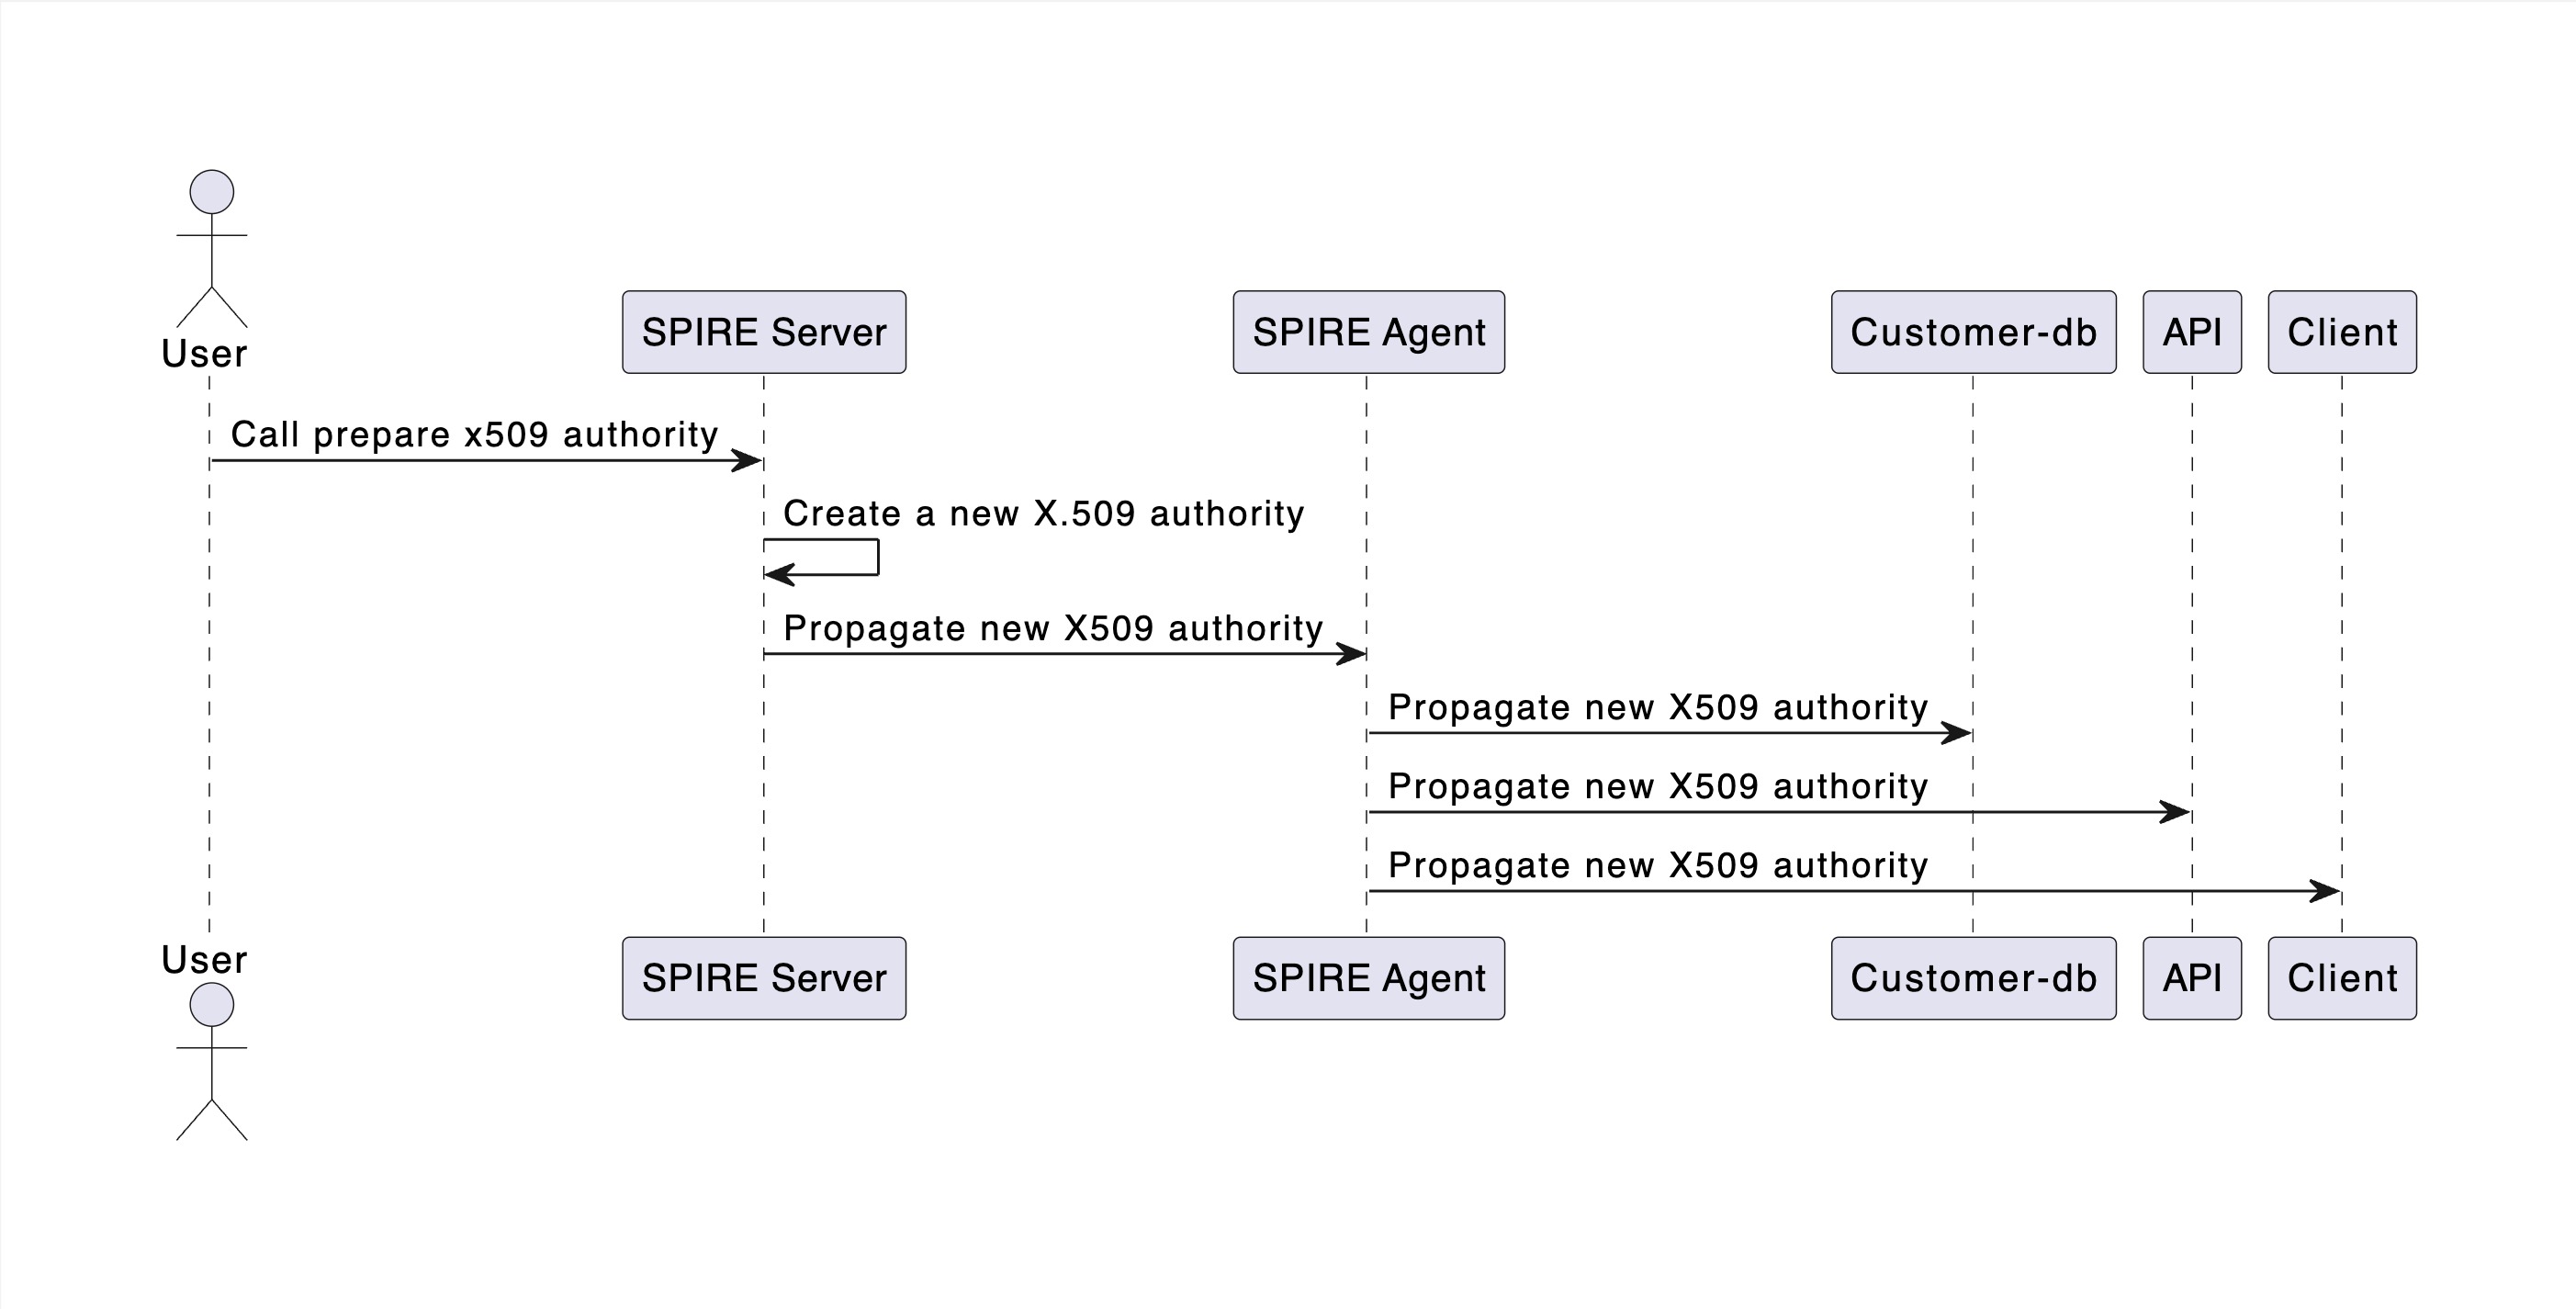 User
SPIRE Server
SPIRE Agent
Customer-db
API
Client
Call prepare x509 authority
Create a new X.509 authority
Propagate new X509 authority
Propagate new X509 authority
Propagate new X509 authority
Propagate new X509 authority
User
SPIRE Server
SPIRE Agent
Customer-db
API
Client